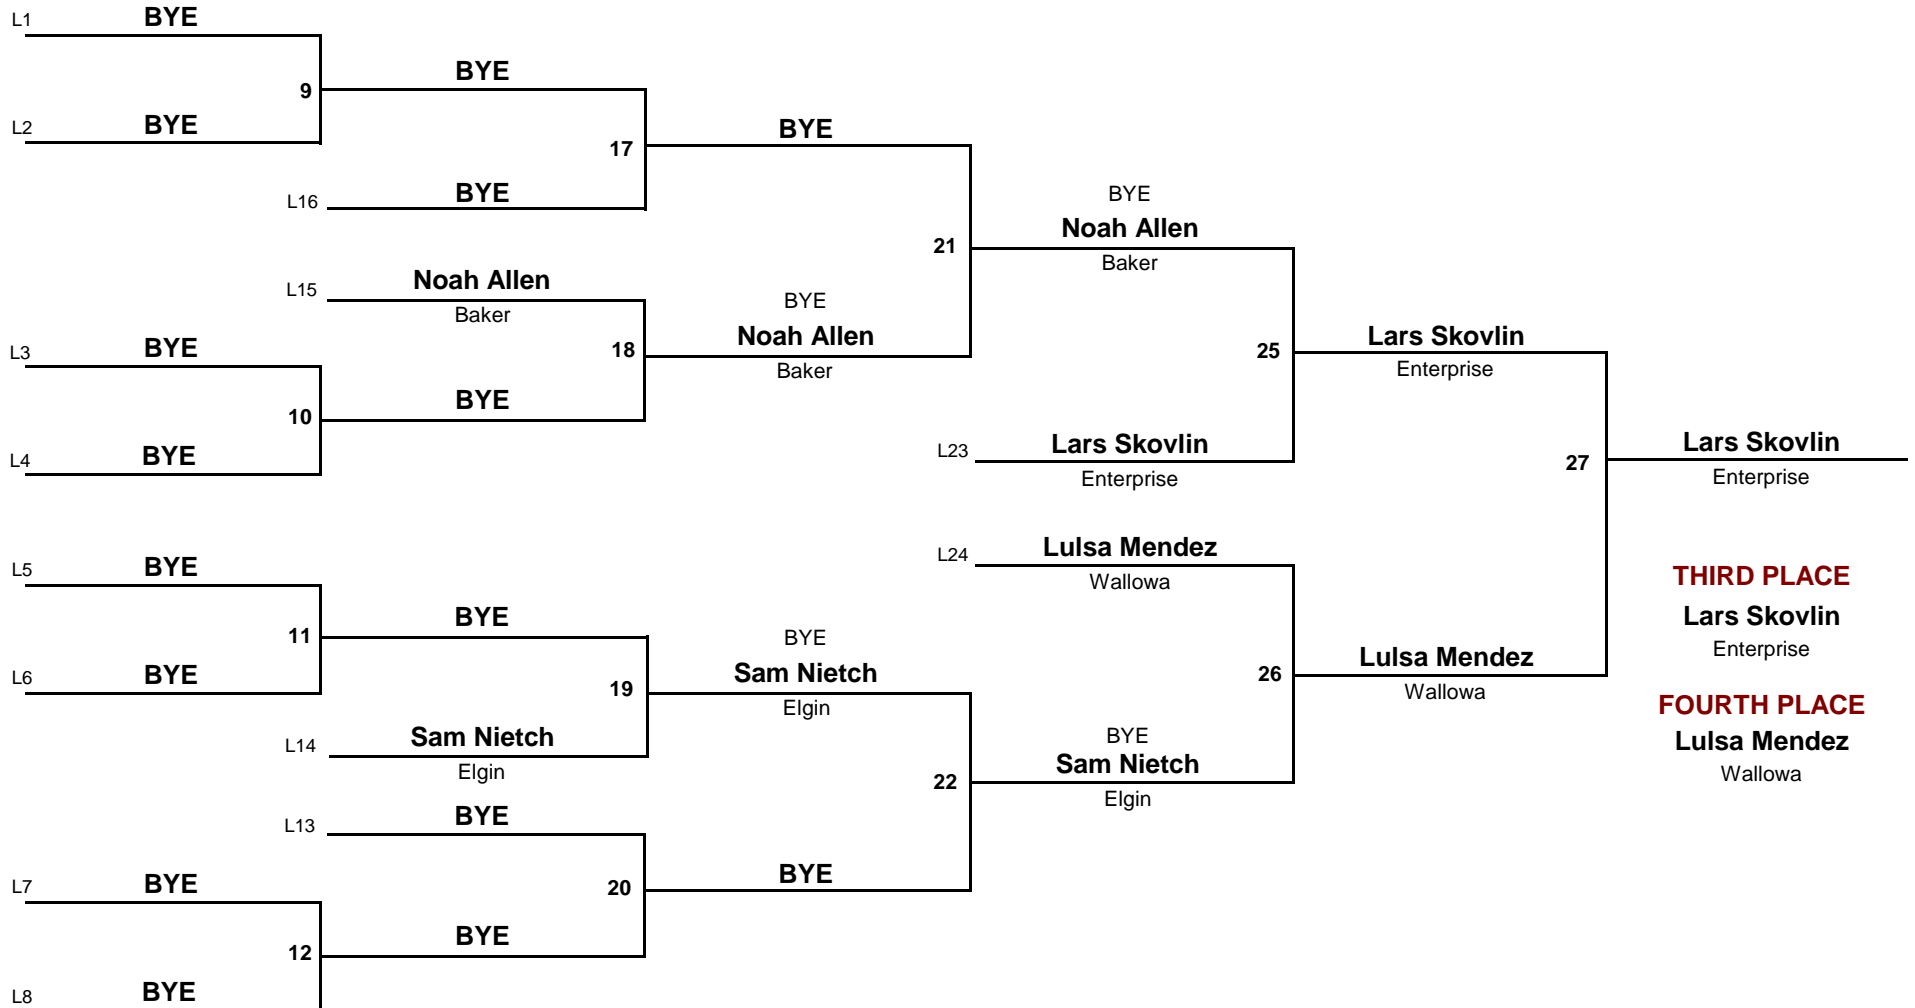 L1 BYE
9
L2 BYE
BYE
17
L16 BYE
BYE
L15 Noah Allen
Baker
18
BYE
Noah Allen
Baker
L3 BYE
10
L4 BYE
BYE
21
BYE
Noah Allen
Baker
25
L23 Lars Skovlin
Enterprise
Lars Skovlin
Enterprise
27
Lars Skovlin
Enterprise
L5 BYE
11
L6 BYE
BYE
19
L14 Sam Nietch
Elgin
BYE
Sam Nietch
Elgin
22
L13 BYE
20
L7 BYE
12
L8 BYE
BYE
BYE
L24 Lulsa Mendez
Wallowa
26
BYE
Sam Nietch
Elgin
Lulsa Mendez
Wallowa
THIRD PLACE
Lars Skovlin
Enterprise
FOURTH PLACE
Lulsa Mendez
Wallowa